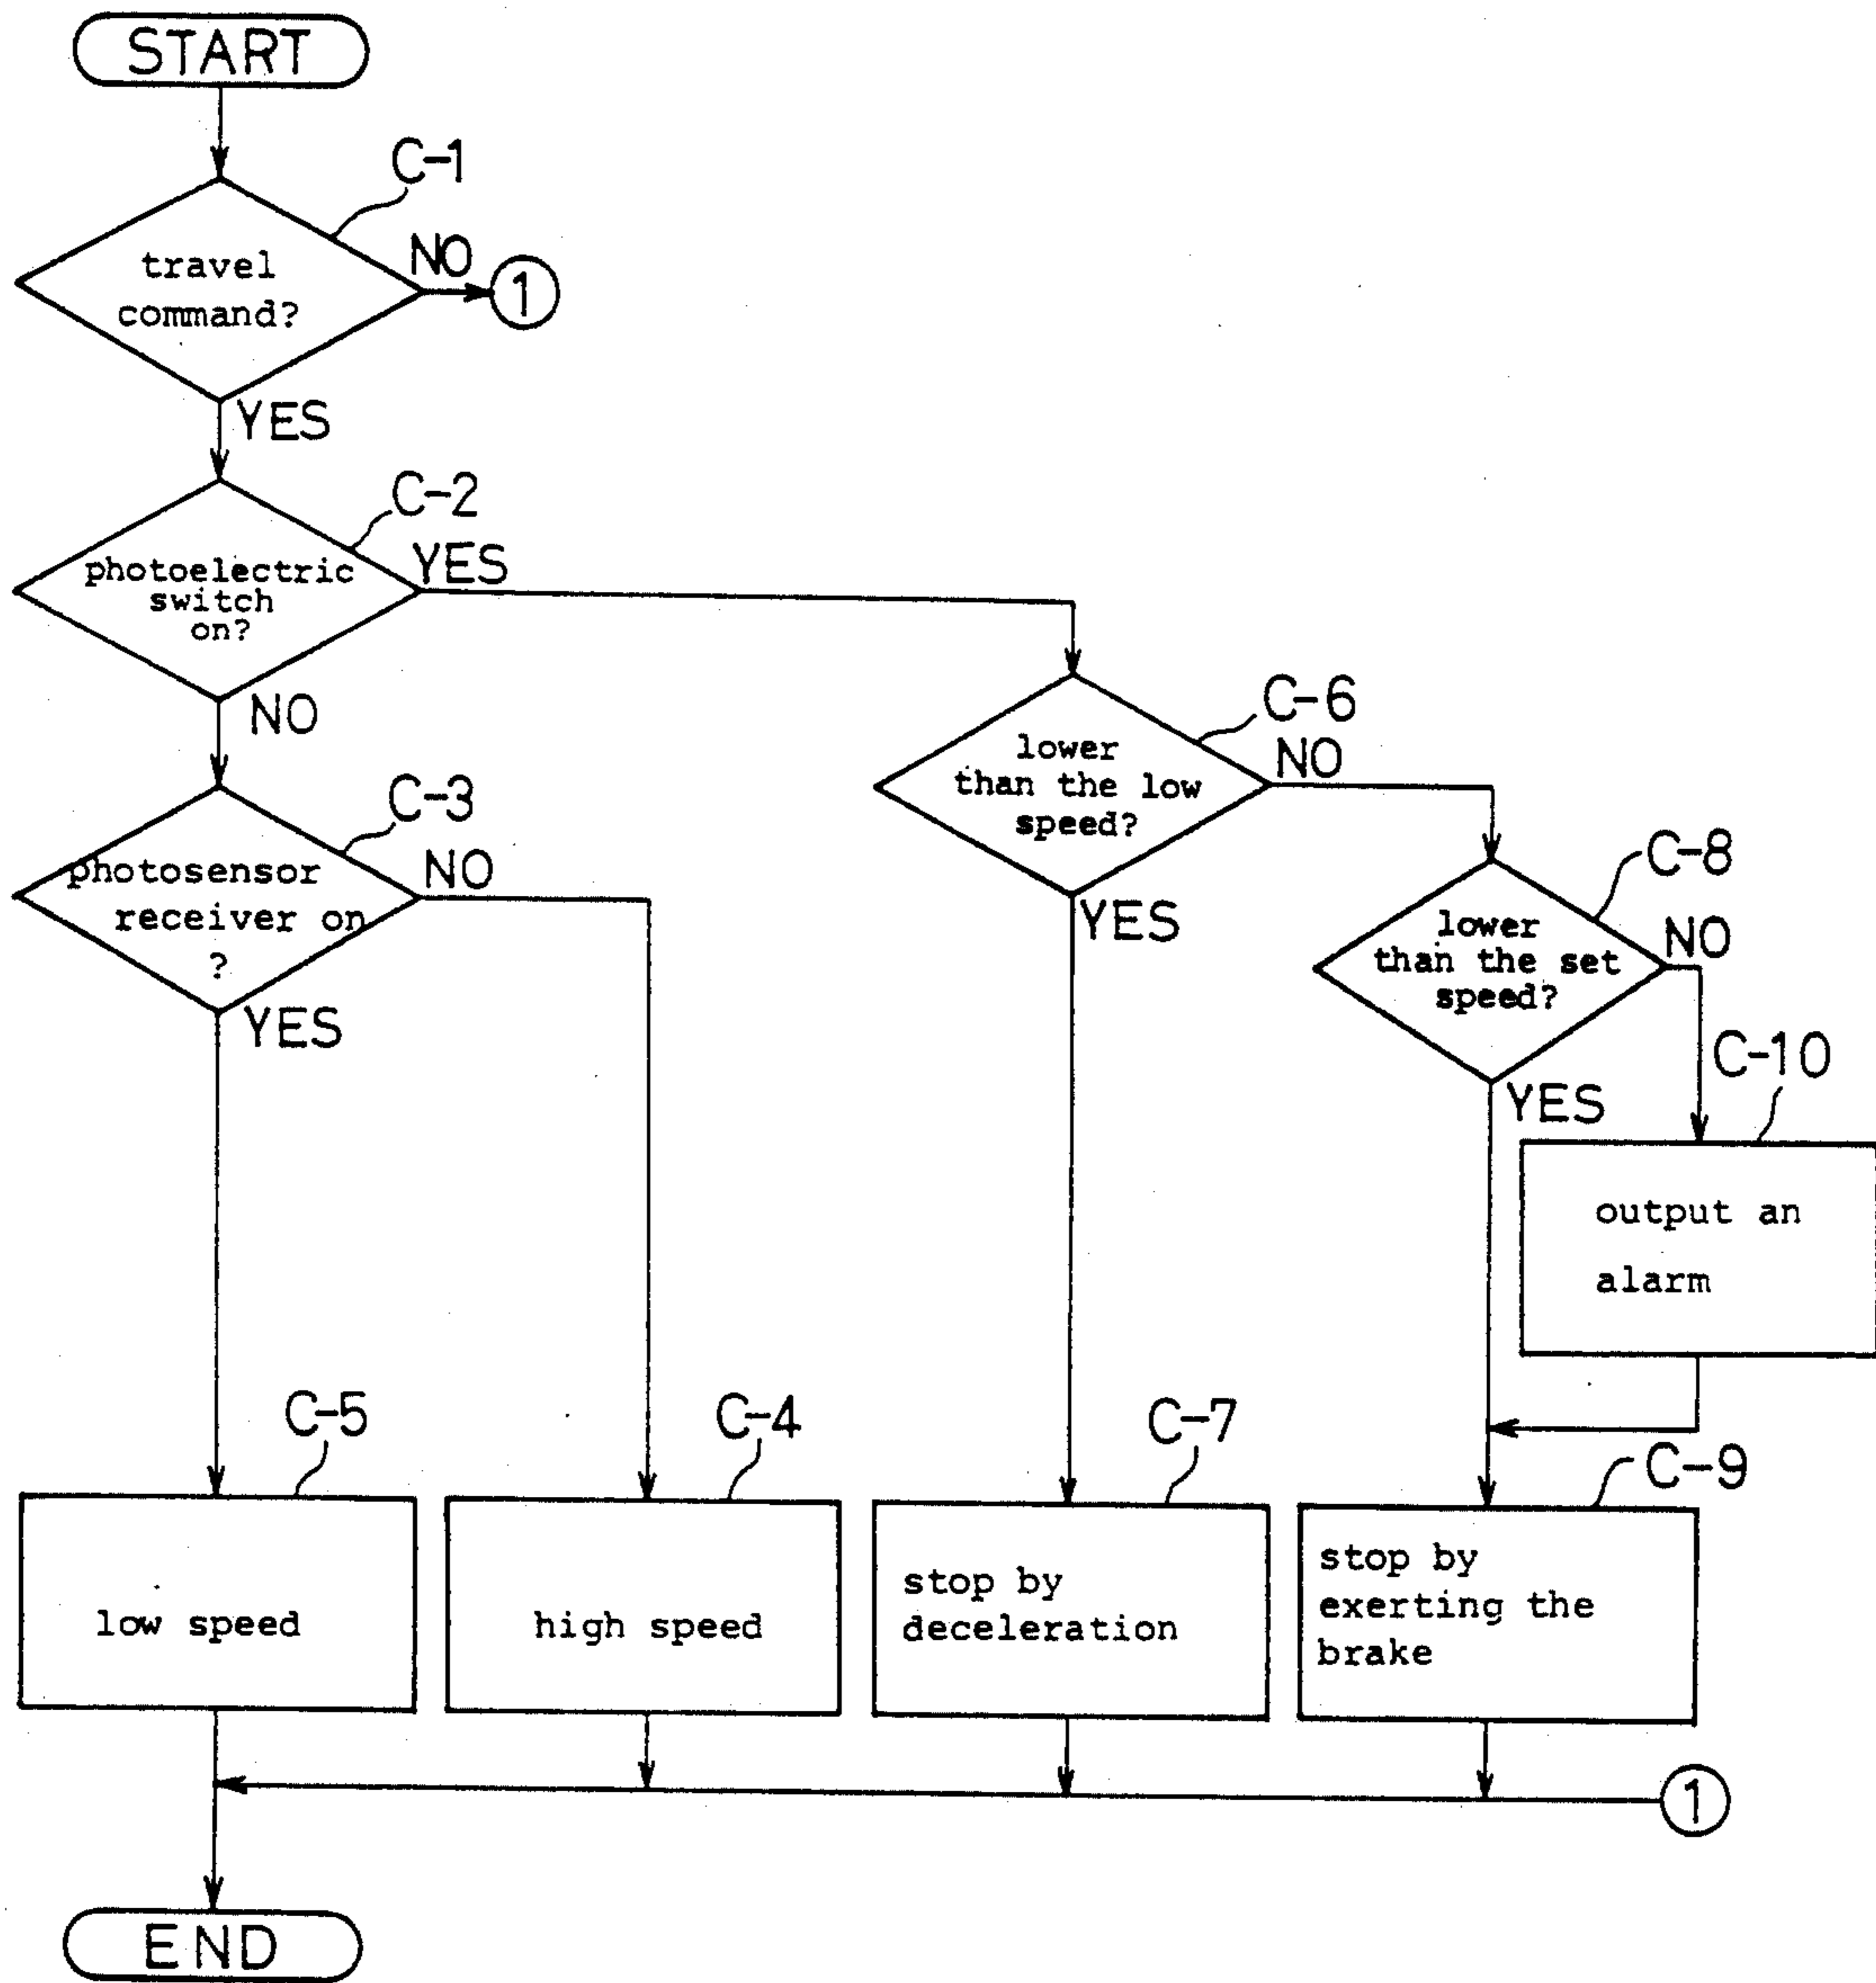 START
C-1
travel
command?
NO
1
YES
C-2
photoelectric
switch
on?
YES
NO
C-3
photosensor
receiver on
?
NO
YES
C-6
lower
than the low
speed?
NO
YES
C-8
lower
than the set
speed?
NO
YES
C-10
output an
alarm
C-5
low speed
C-4
high speed
C-7
stop by
deceleration
C-9
stop by
exerting the
brake
1
END